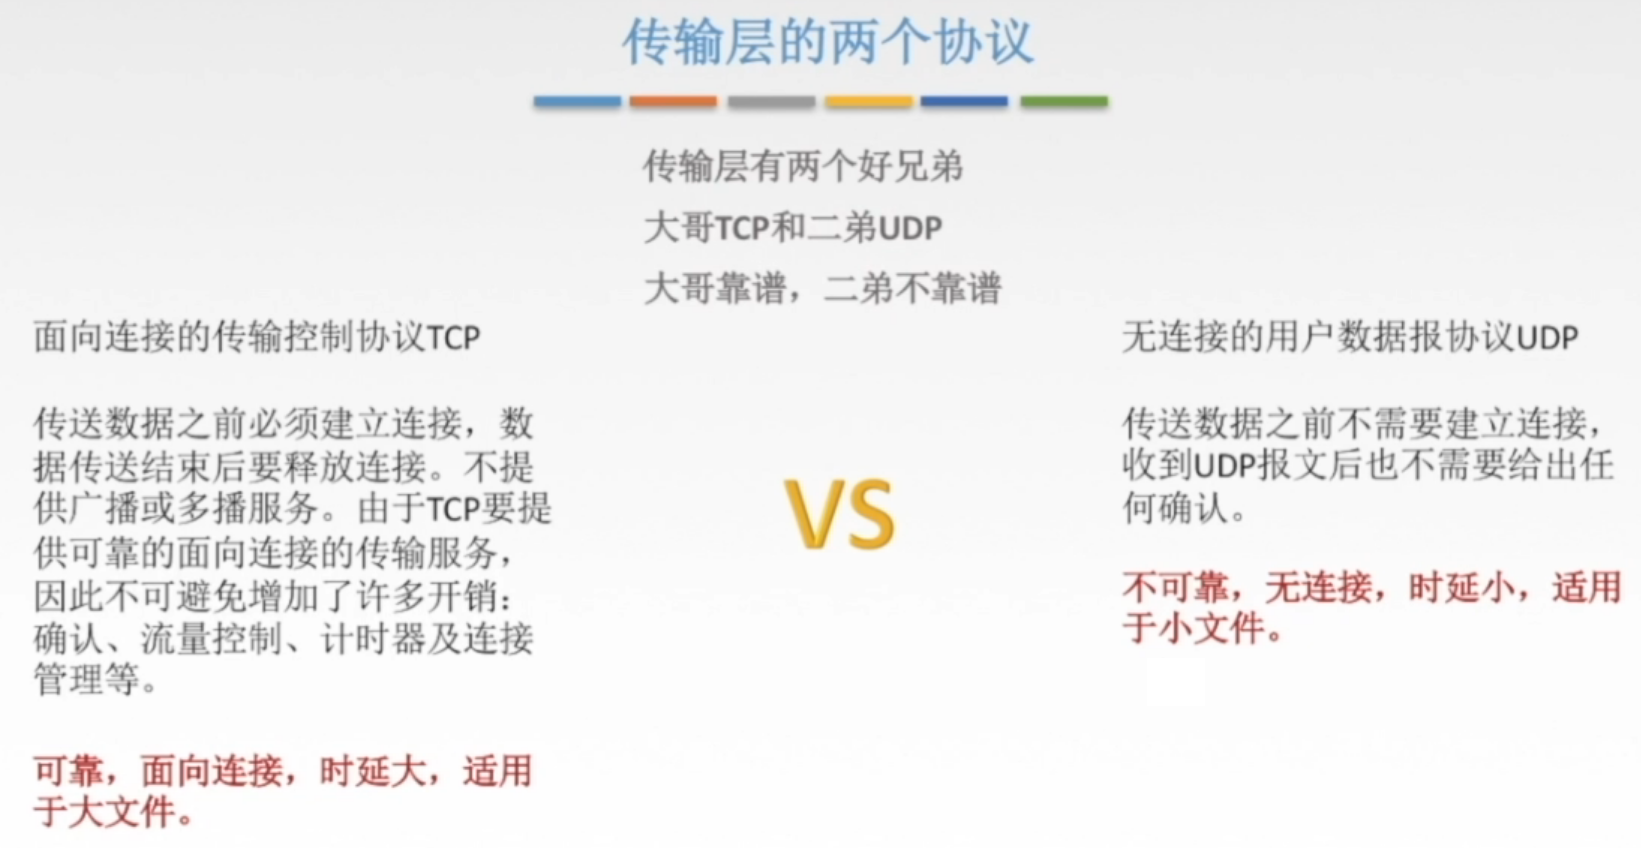 传输层的两个协议
传输层有两个好兄弟
大哥TCP和二弟UDP
大哥靠谱，二弟不靠谱
面向连接的传输控制协议TCP
传送数据之前必须建立连接，数
据传送结束后要释放连接。不提
供广播或多播服务。由于TCP要提
供可靠的面向连接的传输服务，
因此不可避免增加了许多开销：
确认、流量控制、计时器及连接
管理等。
可靠，面向连接，时延大，适用
于大文件。
VS
无连接的用户数据报协议UDP
传送数据之前不需要建立连接，
收到UDP报文后也不需要给出任
何确认。
不可靠，无连接，时延小，适用
于小文件。